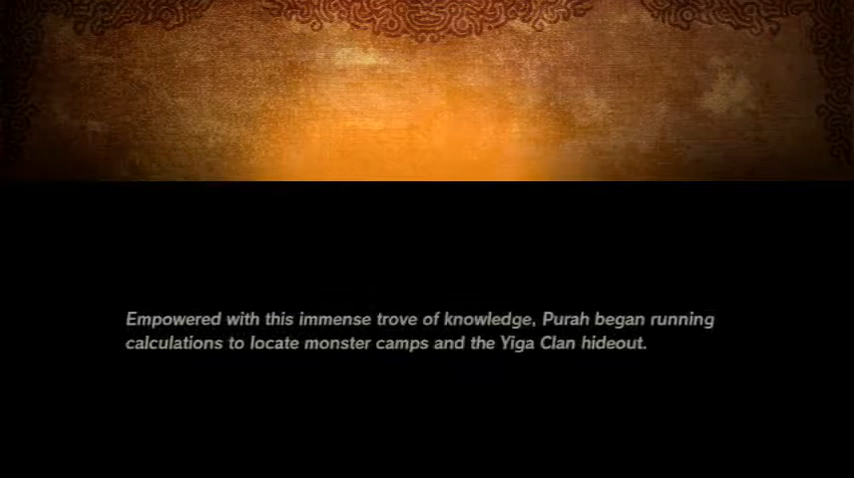 Empowered with this immense trove of knowledge, Purah began running
calculations to locate monster camps and the Yiga Clan hideout.